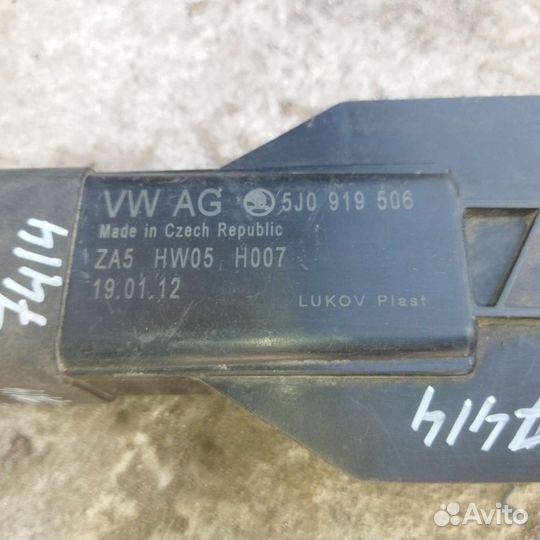 VW AG 5J0 919 506
Made in Czech Republic
ZA5 HW05 H007
19.01.12
LUKOV Plast
7414
7414
Avito